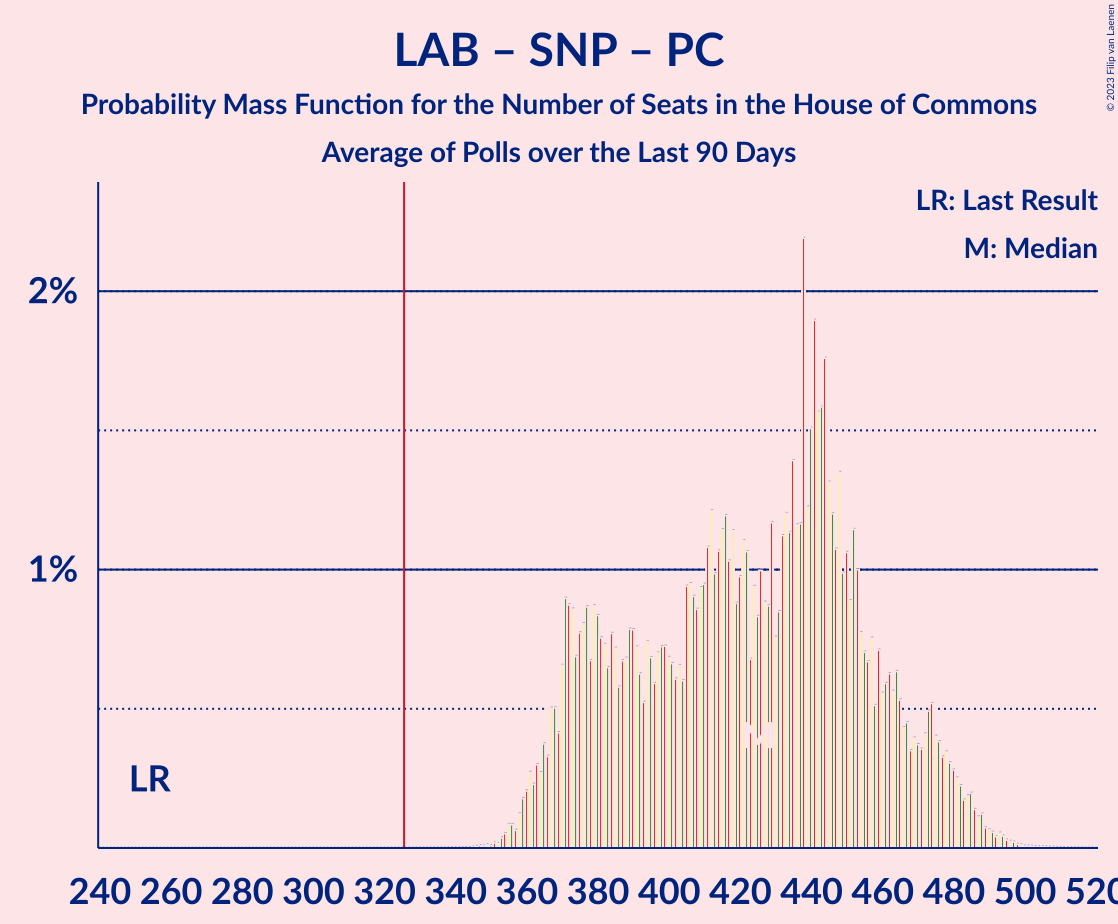 LAB – SNP – PC
Probability Mass Function for the Number of Seats in the House of Commons
Average of Polls over the Last 90 Days
© 2023 Filip van Laenen
LR: Last Result
M: Median
2%
1%
LR
M
240 260 280 300 320 340 360 380 400 420 440 460 480 500 520